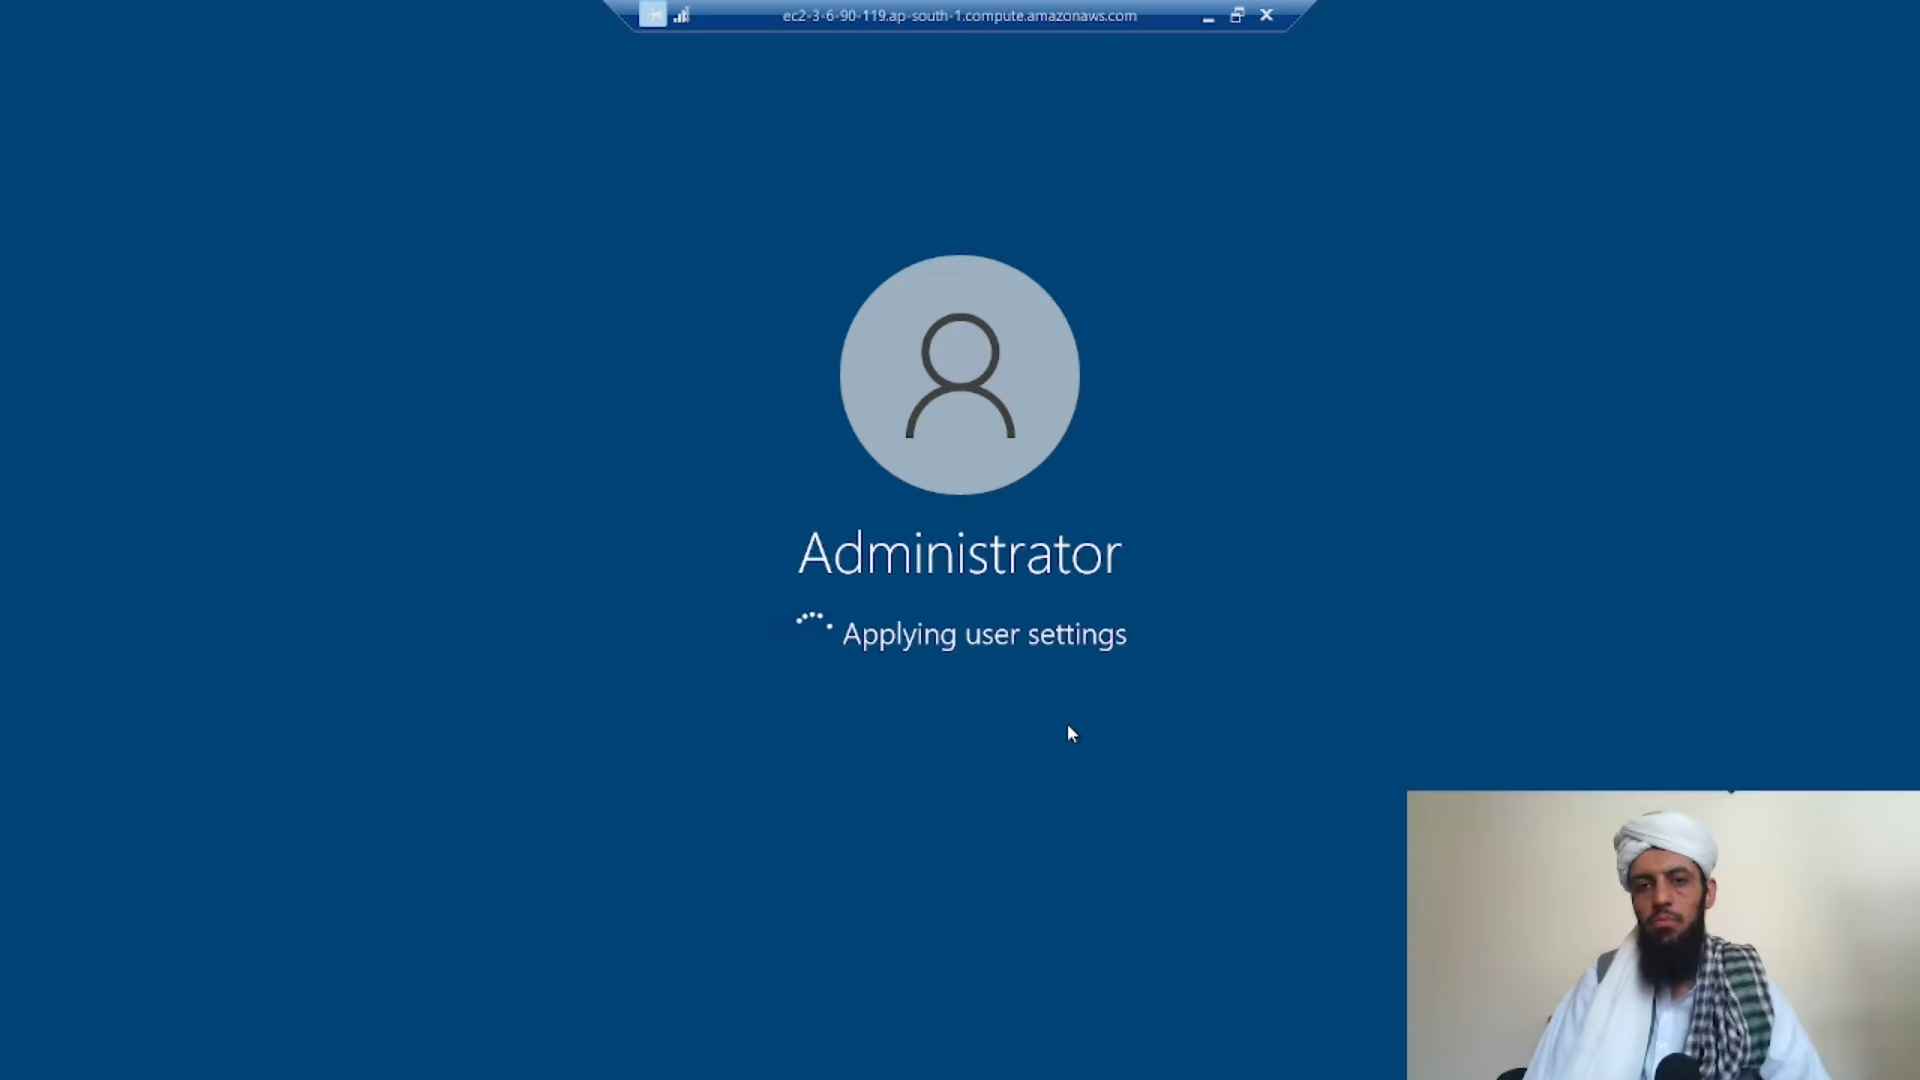 ec2-3-6-90-119.ap-south-1.compute.amazonaws.com
Administrator
Applying user settings